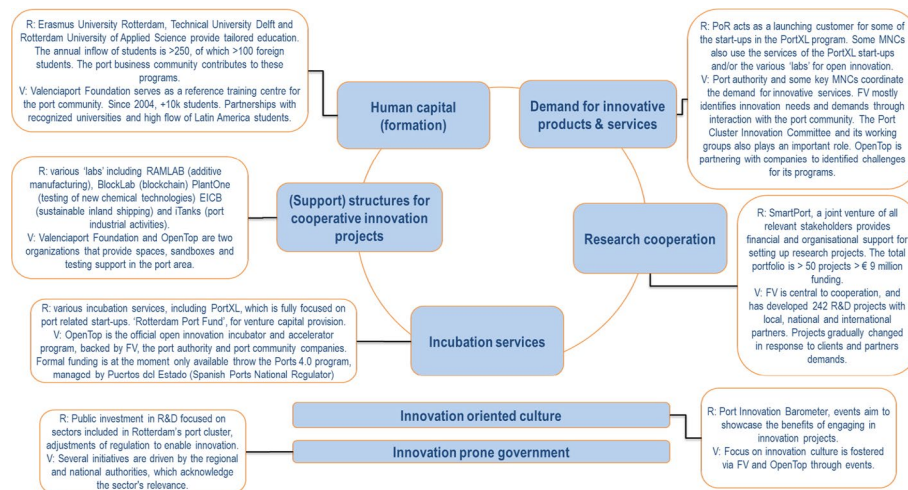 R: Erasmus University Rotterdam, Technical University Delft and
Rotterdam University of Applied Science provide tailored education.
The annual inflow of students is >250, of which >100 foreign
students. The port business community contributes to these
programs.
V: Valenciaport Foundation serves as a reference training centre for
the port community. Since 2004, +10k students. Partnerships with
recognized universities and high flow of Latin America students.
Human capital
(formation)
Demand for innovative
products & services
R: PoR acts as a launching customer for some of
the start-ups in the PortXL program. Some MNCs
also use the services of the PortXL start-ups
and/or the various 'labs' for open innovation.
V: Port authority and some key MNCs coordinate
the demand for innovative services. FV mostly
identifies innovation needs and demands through
interaction with the port community. The Port
Cluster Innovation Committee and its working
groups also plays an important role. OpenTop is
partnering with companies to identified challenges
for its programs.
R: various 'labs' including RAMLAB (additive
manufacturing), BlockLab (blockchain) PlantOne
(testing of new chemical technologies) EICB
(sustainable inland shipping) and iTanks (port
industrial activities).
V: Valenciaport Foundation and OpenTop are two
organizations that provide spaces, sandboxes and
testing support in the port area.
(Support) structures for
cooperative innovation
projects
Research cooperation
R: SmartPort, a joint venture of all
relevant stakeholders provides
financial and organisational support for
setting up research projects. The total
portfolio is > 50 projects > € 9 million
funding.
V: FV is central to cooperation, and
has developed 242 R&D projects with
local, national and international
partners. Projects gradually changed
in response to clients and partners
demands.
R: various incubation services, including PortXL, which is fully focused on
port related start-ups. 'Rotterdam Port Fund', for venture capital provision.
V: OpenTop is the official open innovation incubator and accelerator
program, backed by FV, the port authority and port community companies.
Formal funding is at the moment only available throw the Ports 4.0 program,
managed by Puertos del Estado (Spanish Ports National Regulator)
Incubation services
R: Public investment in R&D focused on
sectors included in Rotterdam's port cluster,
adjustments of regulation to enable innovation.
V: Several initiatives are driven by the regional
and national authorities, which acknowledge
the sector's relevance.
Innovation oriented culture
Innovation prone government
R: Port Innovation Barometer, events aim to
showcase the benefits of engaging in
innovation projects.
V: Focus on innovation culture is fostered
via FV and OpenTop through events.